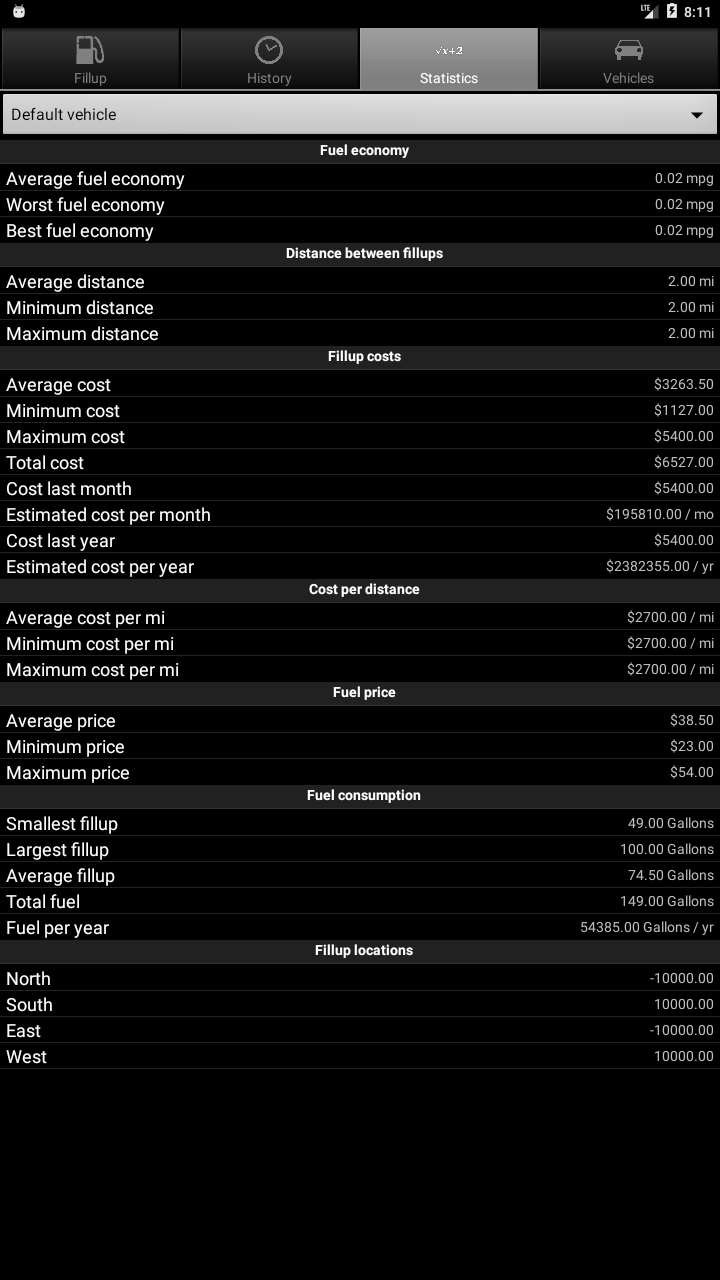 LTE 8:11
Fillup
History
√x+2
Statistics
Vehicles
Default vehicle
Fuel economy
Average fuel economy 0.02 mpg
Worst fuel economy 0.02 mpg
Best fuel economy 0.02 mpg
Distance between fillups
Average distance 2.00 mi
Minimum distance 2.00 mi
Maximum distance 2.00 mi
Fillup costs
Average cost $3263.50
Minimum cost $1127.00
Maximum cost $5400.00
Total cost $6527.00
Cost last month $5400.00
Estimated cost per month $195810.00 / mo
Cost last year $5400.00
Estimated cost per year $2382355.00 / yr
Cost per distance
Average cost per mi $2700.00 / mi
Minimum cost per mi $2700.00 / mi
Maximum cost per mi $2700.00 / mi
Fuel price
Average price $38.50
Minimum price $23.00
Maximum price $54.00
Fuel consumption
Smallest fillup 49.00 Gallons
Largest fillup 100.00 Gallons
Average fillup 74.50 Gallons
Total fuel 149.00 Gallons
Fuel per year 54385.00 Gallons / yr
Fillup locations
North -10000.00
South 10000.00
East -10000.00
West 10000.00